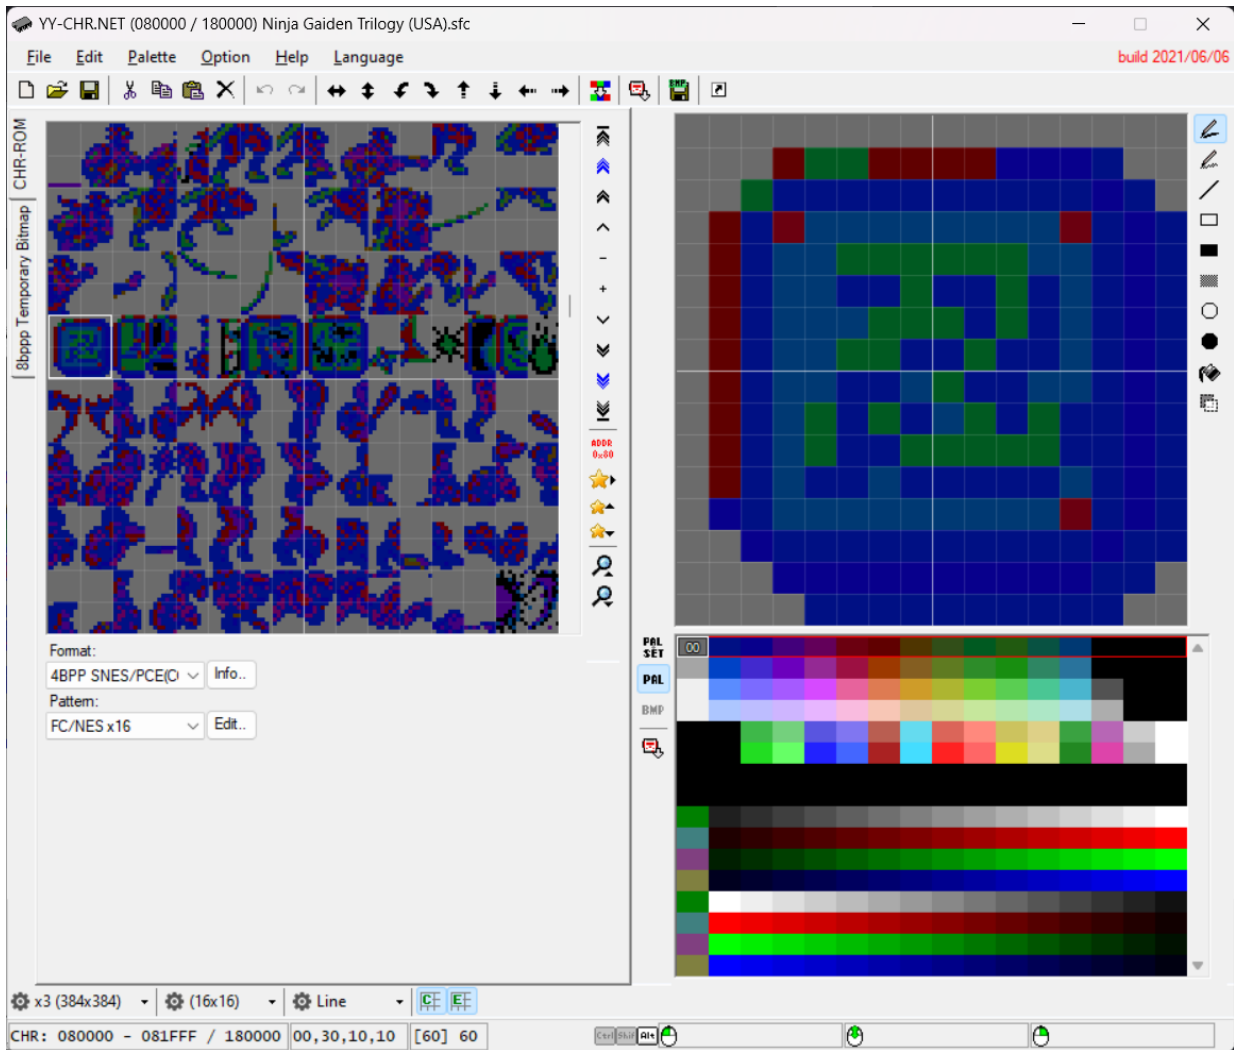 YY-CHR.NET (080000 / 180000) Ninja Gaiden Trilogy (USA).sfc
File Edit Palette Option Help Language
build 2021/06/06
CHR-ROM
8bppp Temporary Bitmap
ADDR
0x80
Format:
4BPP SNES/PCE(C
Info..
Pattern:
FC/NES x16
Edit..
PAL
SET
PAL
BMP
00
x3 (384x384)
(16x16)
Line
C
E
CHR: 080000 - 081FFF / 180000
00,30,10,10
[60] 60
Ctrl
Shif
Alt